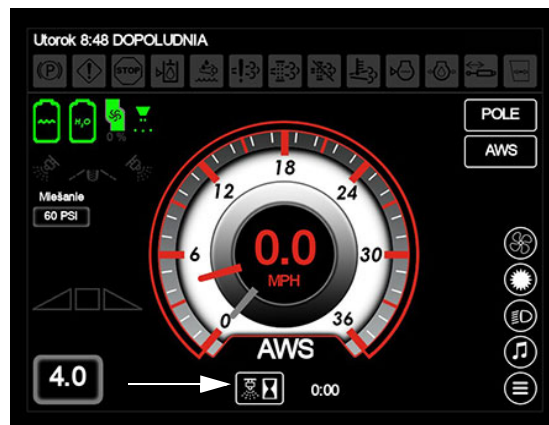 Utorok 8:48 DOPOLUDNIA
(P)
STOP
H₂O
0 %
POLE
AWS
Miešanie
60 PSI
0
6
12
18
24
30
36
0.0
MPH
AWS
4.0
0:00